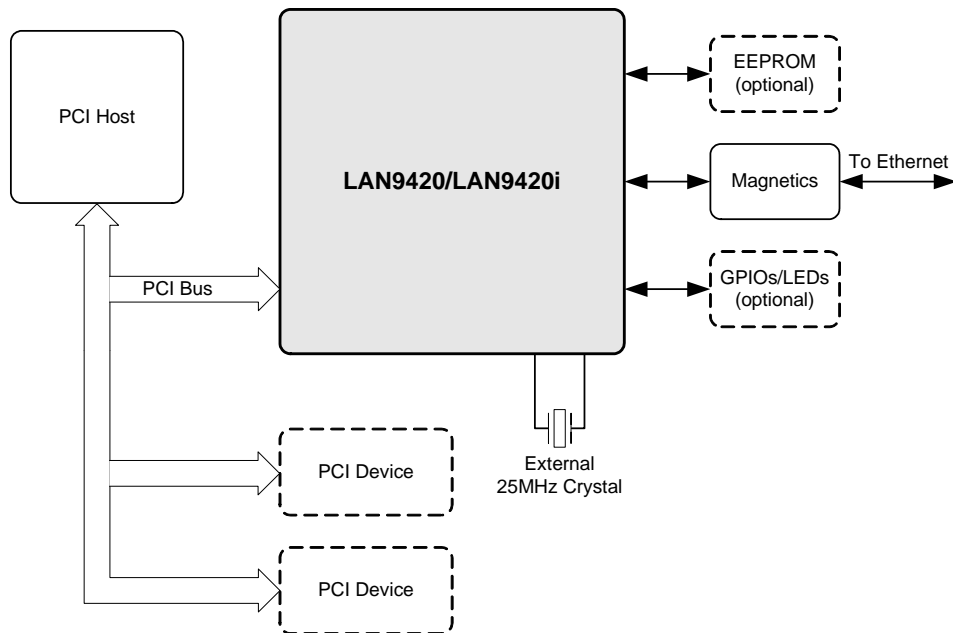 PCI Host
EEPROM
(optional)
LAN9420/LAN9420i
Magnetics
To Ethernet
PCI Bus
GPIOs/LEDs
(optional)
External
25MHz Crystal
PCI Device
PCI Device